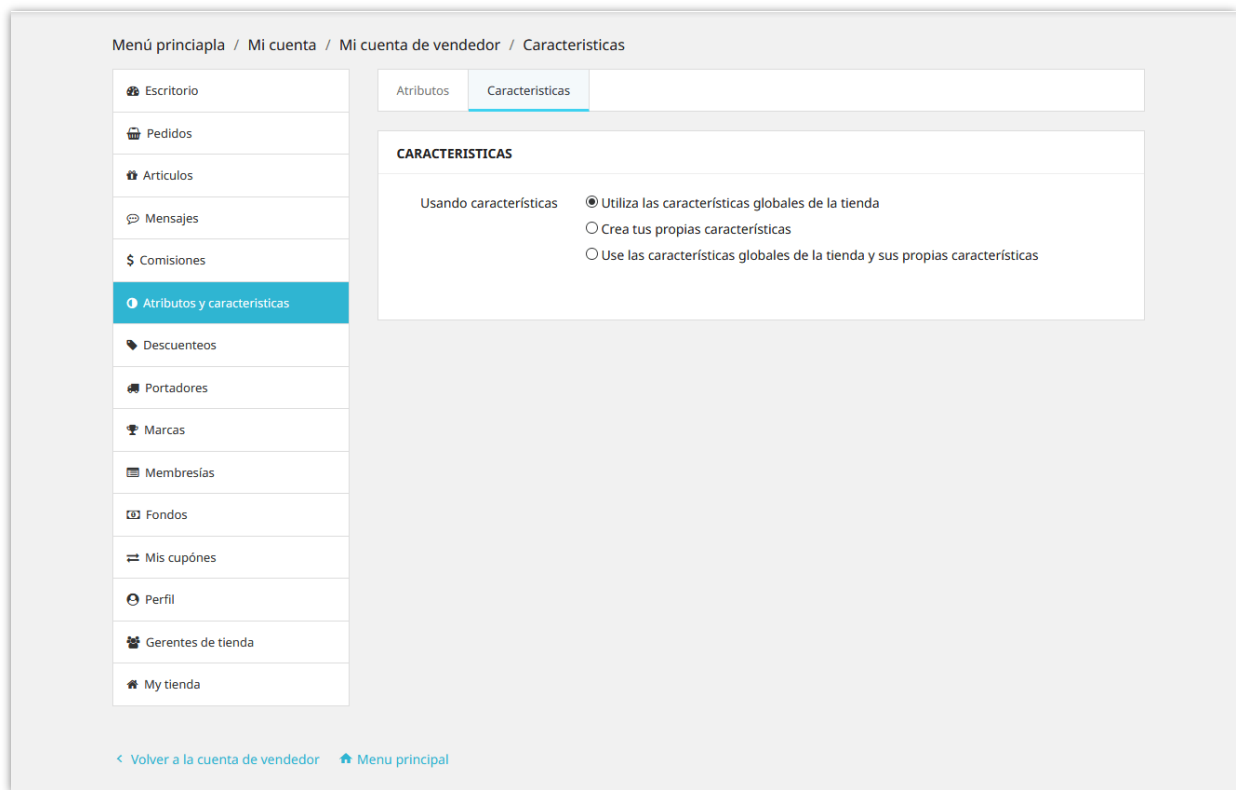 Menú princiapla / Mi cuenta / Mi cuenta de vendedor / Caracteristicas
Escritorio
Pedidos
Articulos
Mensajes
Comisiones
Atributos y caracteristicas
Descuenteos
Portadores
Marcas
Membresías
Fondos
Mis cupónes
Perfil
Gerentes de tienda
My tienda
Atributos Caracteristicas
CARACTERISTICAS
Usando características Utiliza las características globales de la tienda
Crea tus propias características
Use las características globales de la tienda y sus propias características
Volver a la cuenta de vendedor Menu principal